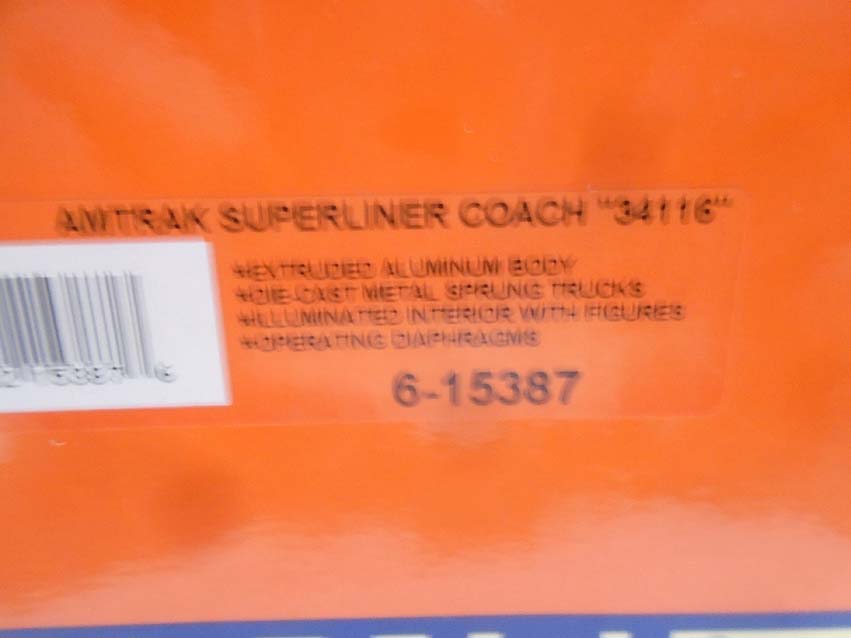 AMTRAK SUPERLINER COACH "34116"
*EXTRUDED ALUMINUM BODY
*DIE-CAST METAL SPRUNG TRUCKS
*ILLUMINATED INTERIOR WITH FIGURES
*OPERATING DIAPHRAGMS
6-15387